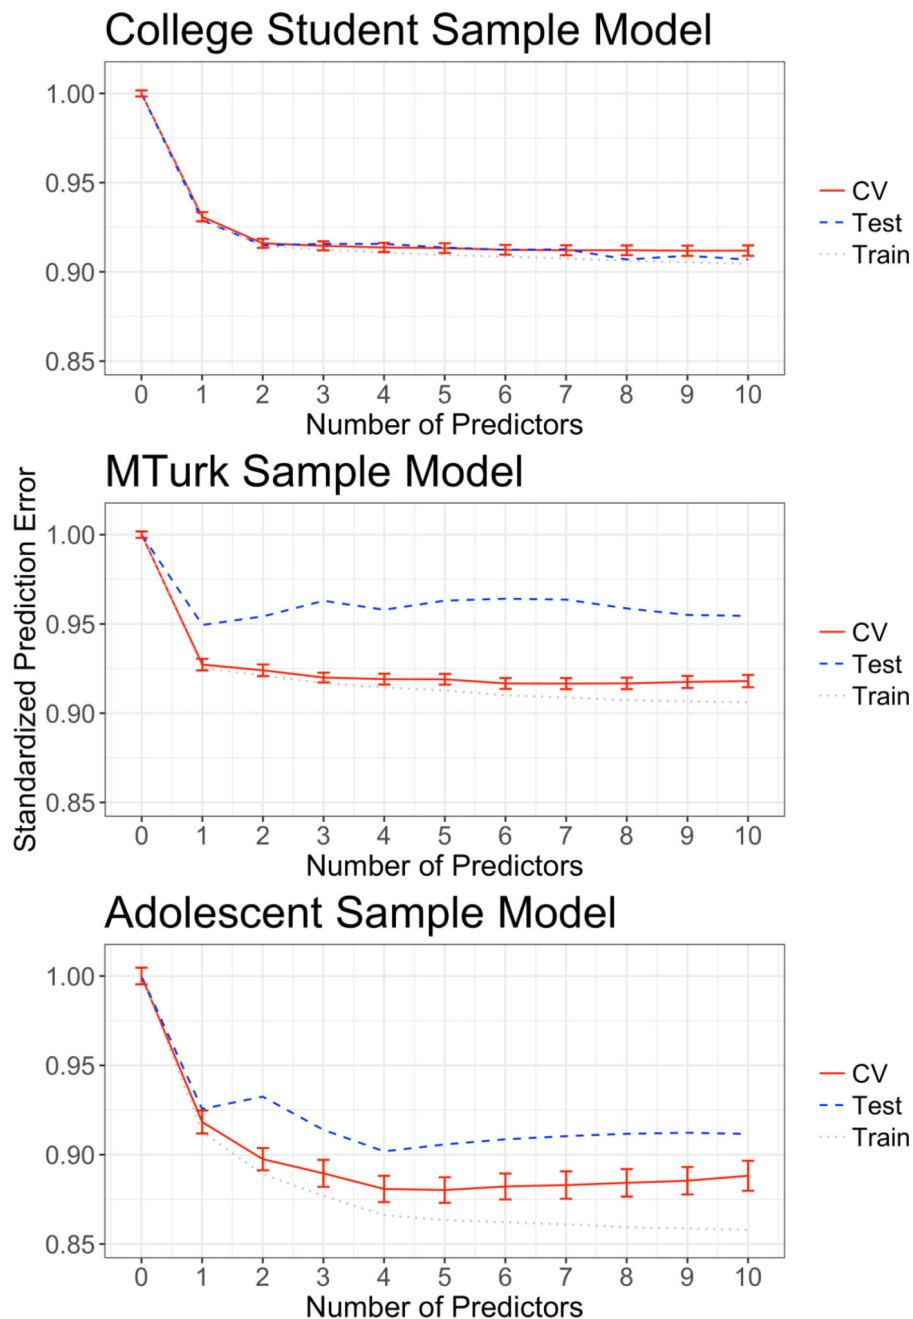 College Student Sample Model
1.00
0.95
0.90
0.85
0 1 2 3 4 5 6 7 8 9 10
Number of Predictors
CV
Test
Train
Standardized Prediction Error
MTurk Sample Model
1.00
0.95
0.90
0.85
0 1 2 3 4 5 6 7 8 9 10
Number of Predictors
CV
Test
Train
Adolescent Sample Model
1.00
0.95
0.90
0.85
0 1 2 3 4 5 6 7 8 9 10
Number of Predictors
CV
Test
Train